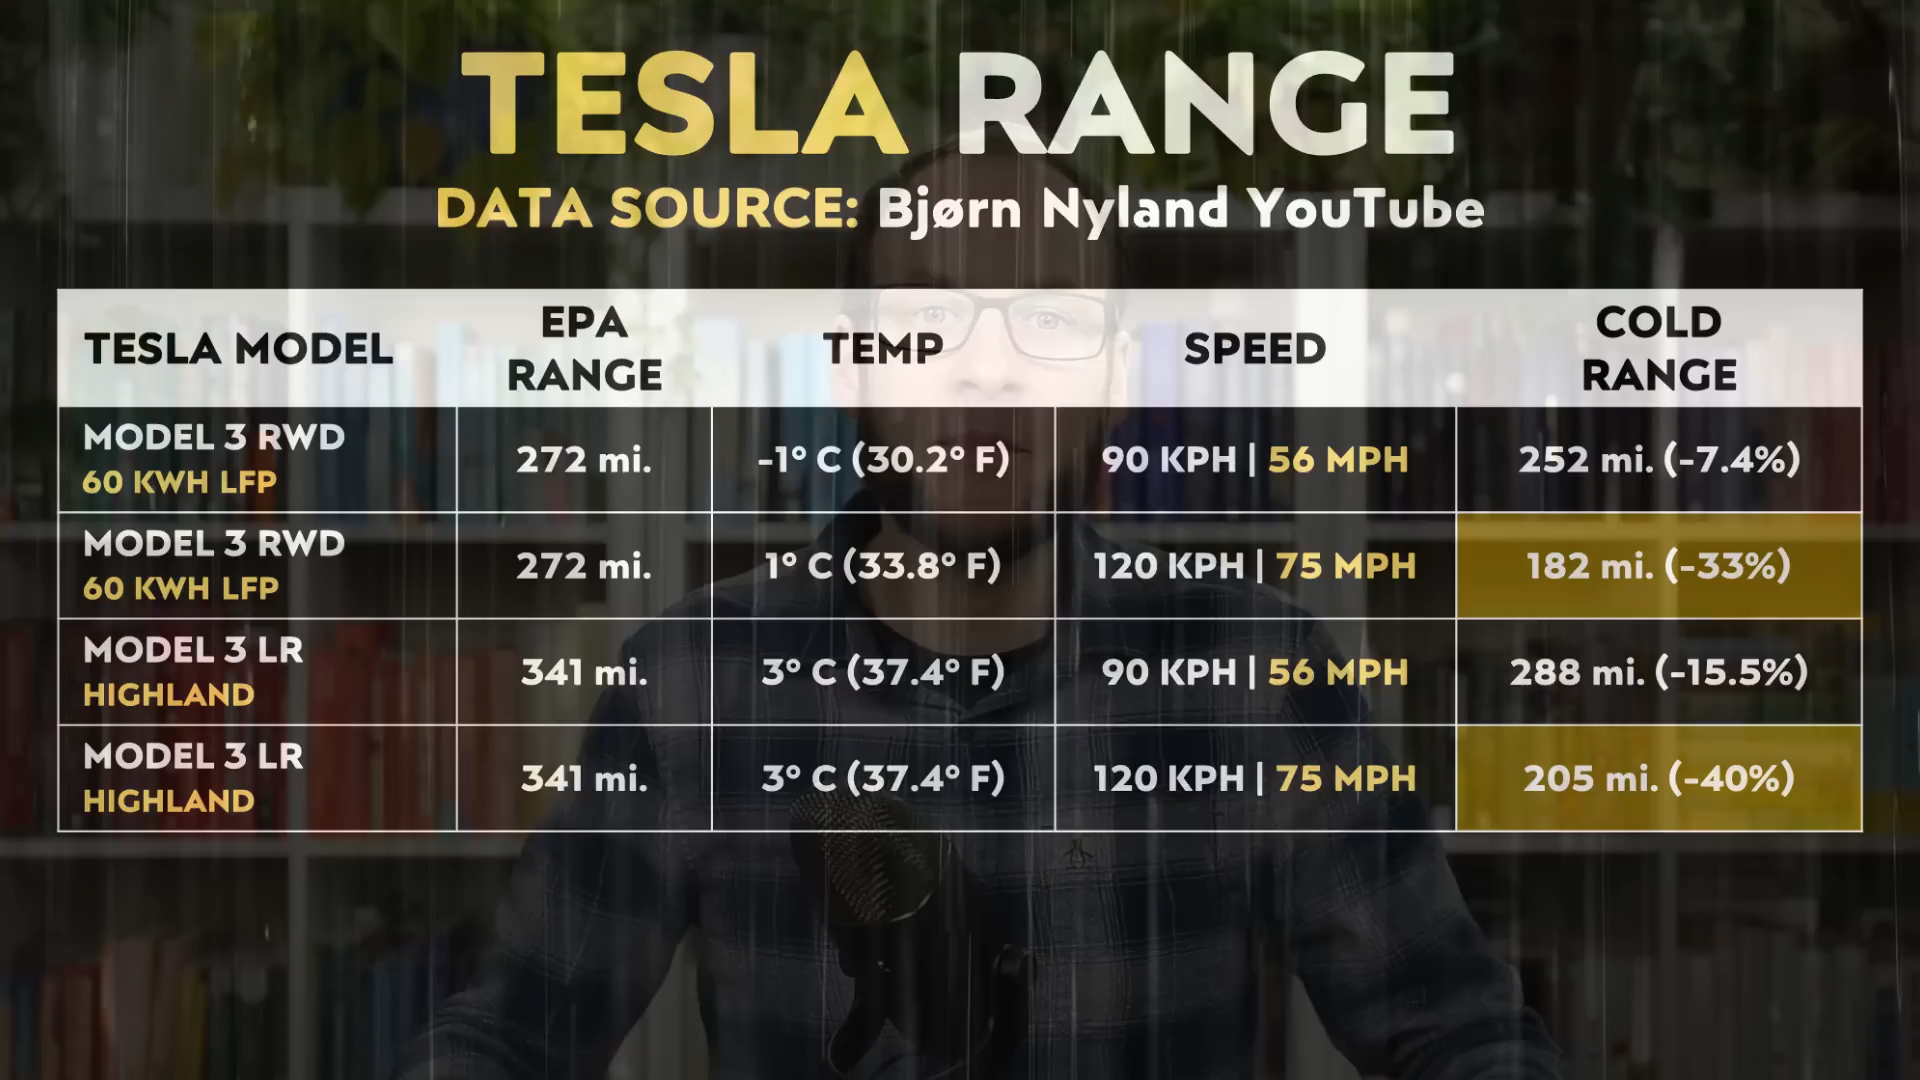 TESLA RANGE
DATA SOURCE: Bjørn Nyland YouTube
TESLA MODEL
EPA RANGE
TEMP
SPEED
COLD RANGE
MODEL 3 RWD
60 KWH LFP
272 mi.
-1° C (30.2° F)
90 KPH | 56 MPH
252 mi. (-7.4%)
MODEL 3 RWD
60 KWH LFP
272 mi.
1° C (33.8° F)
120 KPH | 75 MPH
182 mi. (-33%)
MODEL 3 LR
HIGHLAND
341 mi.
3° C (37.4° F)
90 KPH | 56 MPH
288 mi. (-15.5%)
MODEL 3 LR
HIGHLAND
341 mi.
3° C (37.4° F)
120 KPH | 75 MPH
205 mi. (-40%)